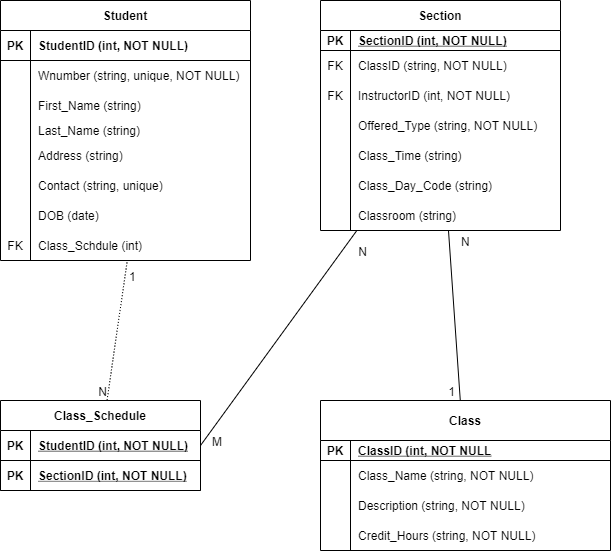 Student
PK StudentID (int, NOT NULL)
Wnumber (string, unique, NOT NULL)
First_Name (string)
Last_Name (string)
Address (string)
Contact (string, unique)
DOB (date)
FK Class_Schdule (int)
Section
PK SectionID (int, NOT NULL)
FK ClassID (string, NOT NULL)
FK InstructorID (int, NOT NULL)
Offered_Type (string, NOT NULL)
Class_Time (string)
Class_Day_Code (string)
Classroom (string)
1
N
N
N
M
1
Class_Schedule
PK StudentID (int, NOT NULL)
PK SectionID (int, NOT NULL)
Class
PK ClassID (int, NOT NULL
Class_Name (string, NOT NULL)
Description (string, NOT NULL)
Credit_Hours (string, NOT NULL)